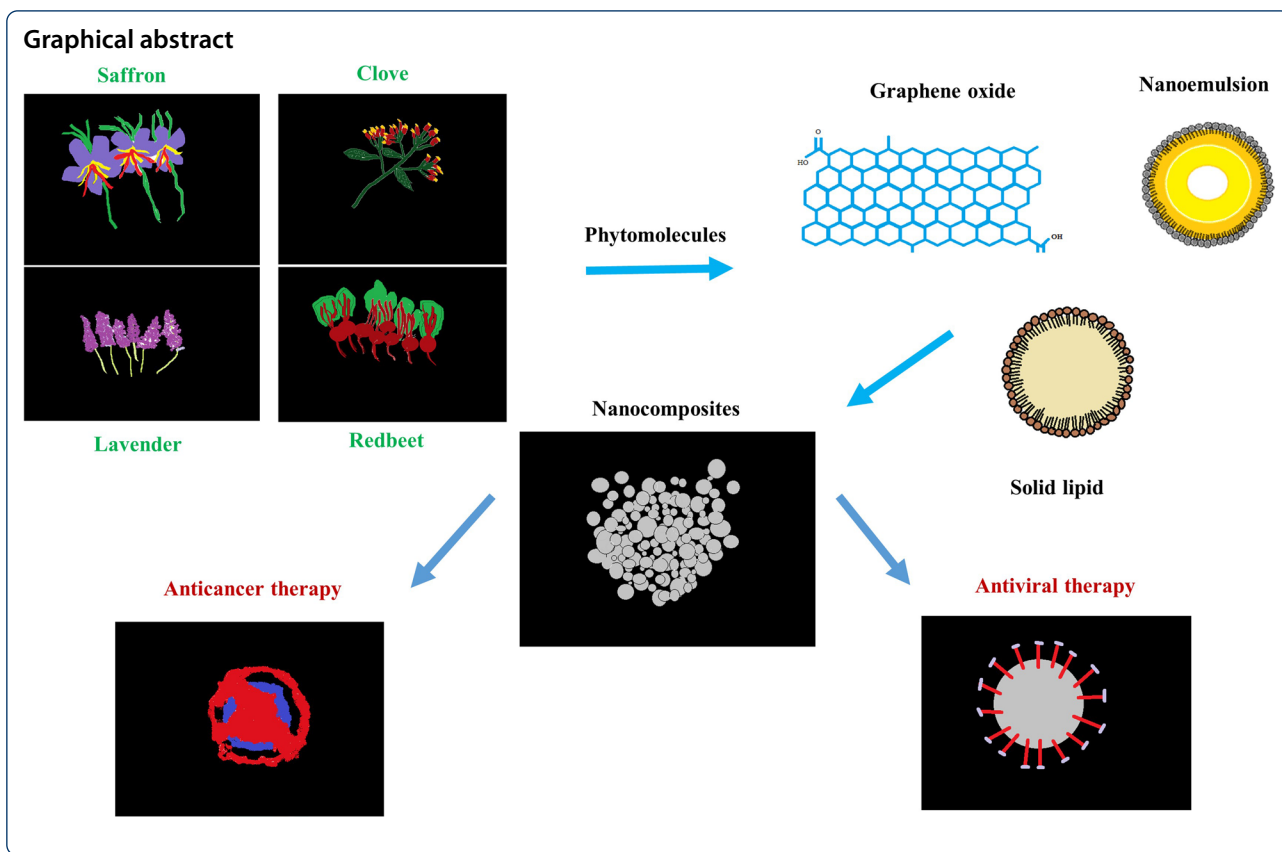 Graphical abstract
Saffron
Clove
Lavender
Redbeet
Phytomolecules
Graphene oxide
O
HO
OH
Nanoemulsion
Solid lipid
Nanocomposites
Anticancer therapy
Antiviral therapy